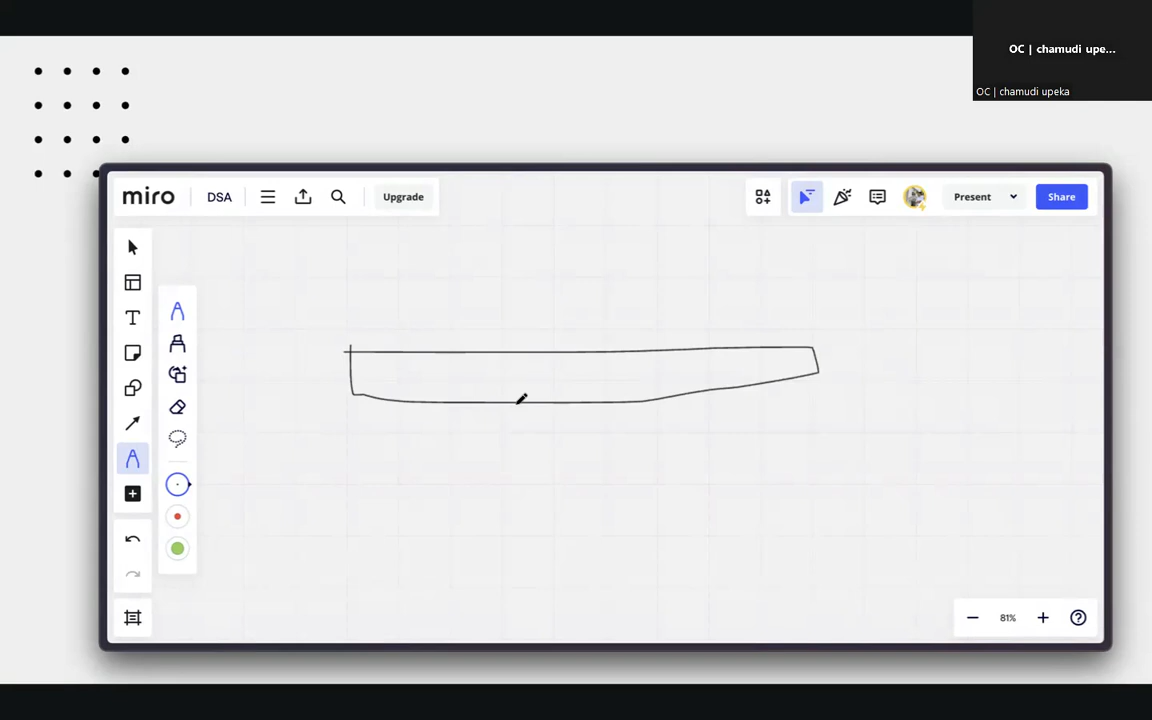 OC | chamudi upe...
OC | chamudi upeka
miro
DSA
Upgrade
Present
Share
T
81%